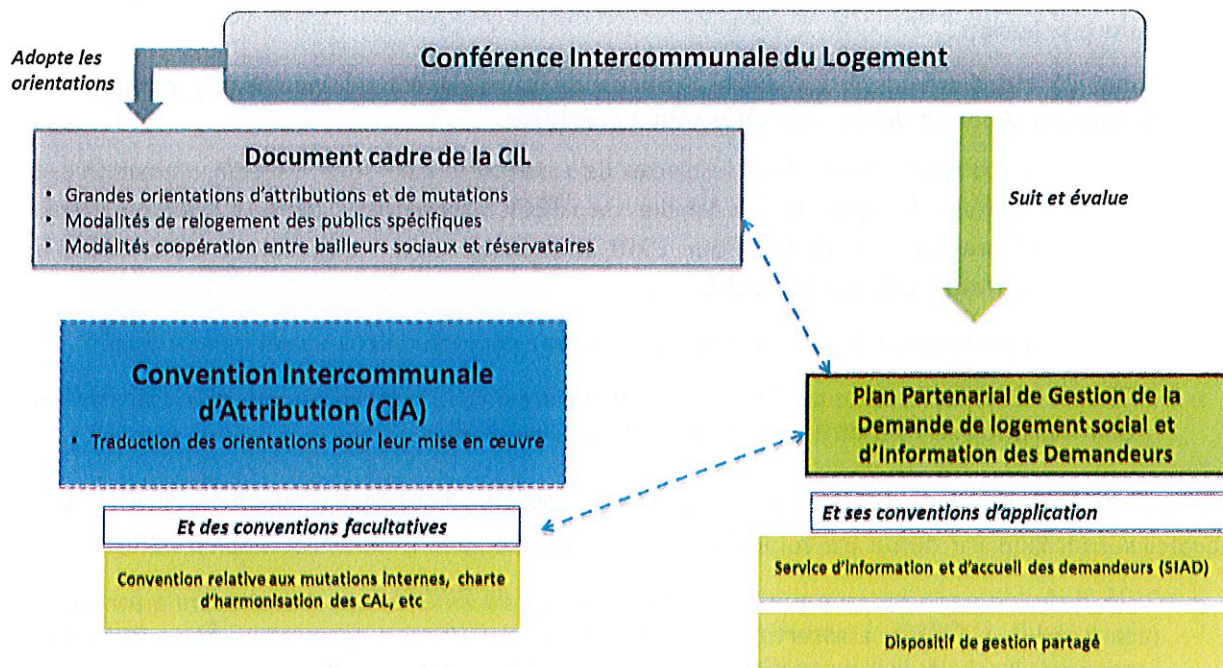 Conférence Intercommunale du Logement
Adopte les
orientations
Document cadre de la CIL
• Grandes orientations d'attributions et de mutations
• Modalités de relogement des publics spécifiques
• Modalités coopération entre bailleurs sociaux et réservataires
Suit et évalue
Convention Intercommunale
d'Attribution (CIA)
• Traduction des orientations pour leur mise en œuvre
Plan Partenarial de Gestion de la
Demande de logement social et
d'Information des Demandeurs
Et des conventions facultatives
Convention relative aux mutations internes, charte
d'harmonisation des CAL, etc
Et ses conventions d'application
Service d'information et d'accueil des demandeurs (SIAD)
Dispositif de gestion partagé